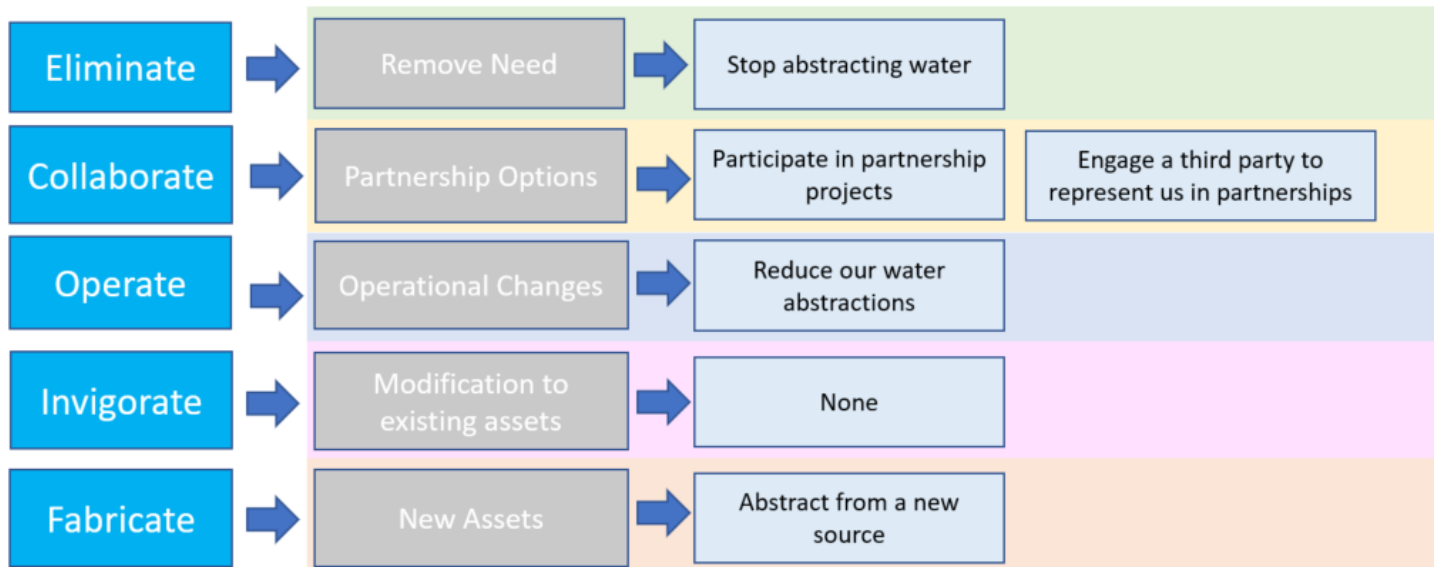 Eliminate
Remove Need
Stop abstracting water
Collaborate
Partnership Options
Participate in partnership
projects
Engage a third party to
represent us in partnerships
Operate
Operational Changes
Reduce our water
abstractions
Invigorate
Modification to
existing assets
None
Fabricate
New Assets
Abstract from a new
source